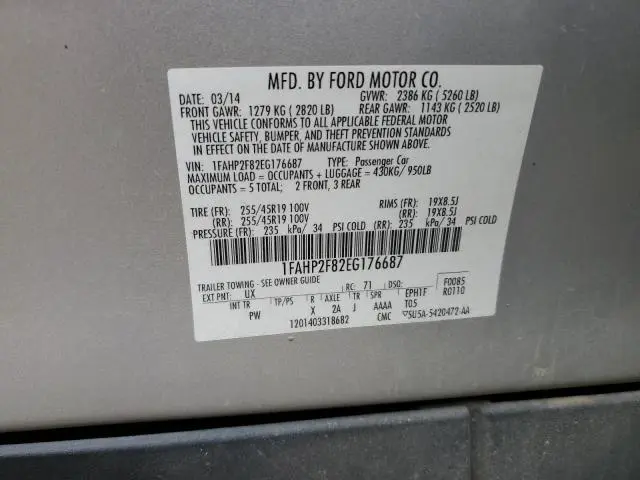 MFD. BY FORD MOTOR CO.
DATE: 03/14 GVWR: 2386 KG ( 5260 LB)
FRONT GAWR: 1279 KG ( 2820 LB) REAR GAWR: 1143 KG ( 2520 LB)
THIS VEHICLE CONFORMS TO ALL APPLICABLE FEDERAL MOTOR
VEHICLE SAFETY, BUMPER, AND THEFT PREVENTION STANDARDS
IN EFFECT ON THE DATE OF MANUFACTURE SHOWN ABOVE.
VIN: 1FAHP2F82EG176687 TYPE: Passenger Car
MAXIMUM LOAD = OCCUPANTS + LUGGAGE = 430KG/ 950LB
OCCUPANTS = 5 TOTAL; 2 FRONT, 3 REAR
TIRE (FR): 255/45R19 100V RIMS (FR): 19X8.5J
(RR): 255/45R19 100V (RR): 19X8.5J
PRESSURE (FR) 235 kPa/ 34 PSI COLD (RR) 235 kPa/ 34 PSI COLD
1FAHP2F82EG176687
TRAILER TOWING - SEE OWNER GUIDE
EXT PNT: UX RC: 71 DSO: F0085
INT TR TP/PS R AXLE TR SPR EPH1F R0110
PW X 2A J AAAA T05
1201403318682 CMC 5U5A-5420472-AA